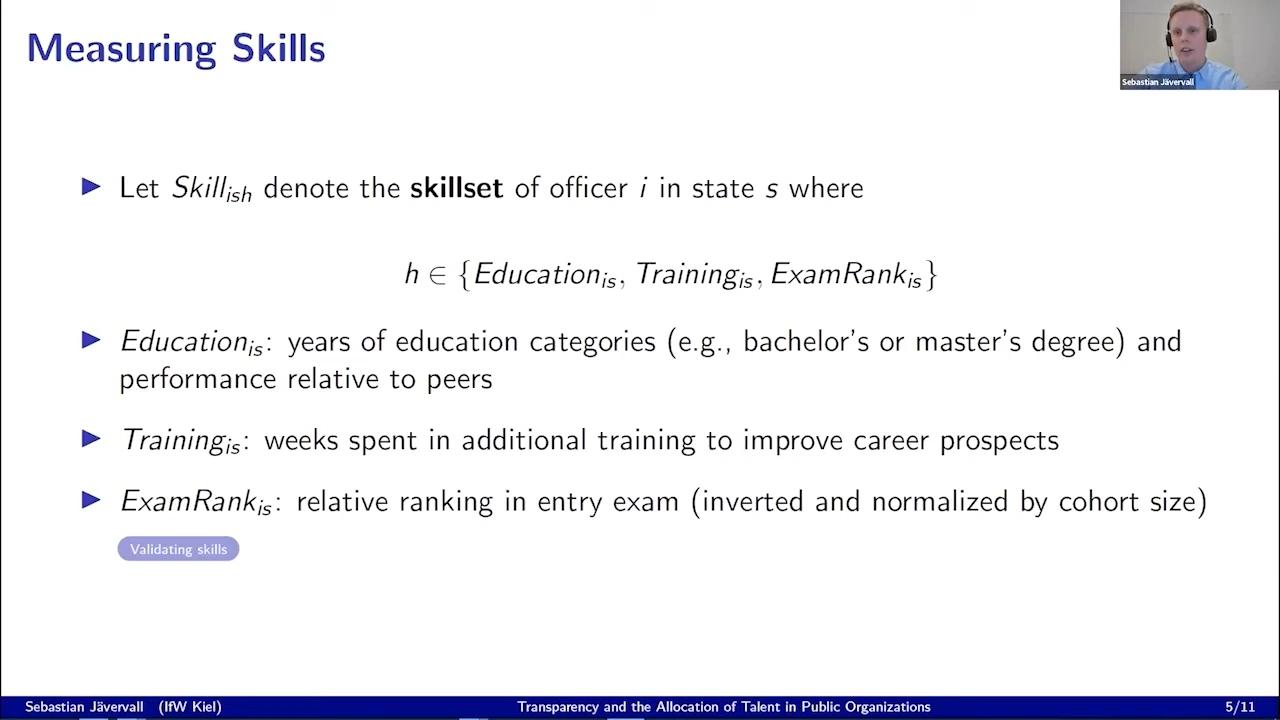 Measuring Skills
Sebastian Jävervall
▶ Let Skill_ish denote the skillset of officer i in state s where
h ∈ {Education_is, Training_is, ExamRank_is}
▶ Education_is: years of education categories (e.g., bachelor's or master's degree) and
performance relative to peers
▶ Training_is: weeks spent in additional training to improve career prospects
▶ ExamRank_is: relative ranking in entry exam (inverted and normalized by cohort size)
Validating skills
Sebastian Jävervall (IfW Kiel) Transparency and the Allocation of Talent in Public Organizations 5/11